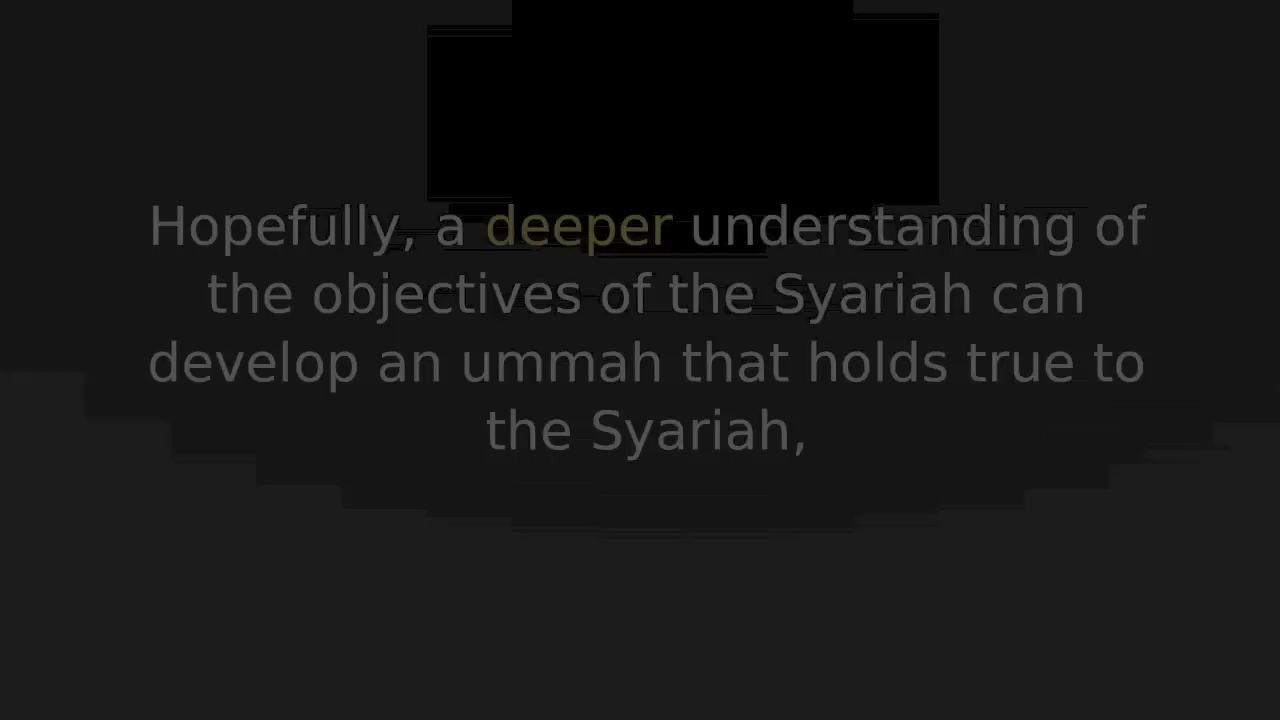 Hopefully, a deeper understanding of
the objectives of the Syariah can
develop an ummah that holds true to
the Syariah,